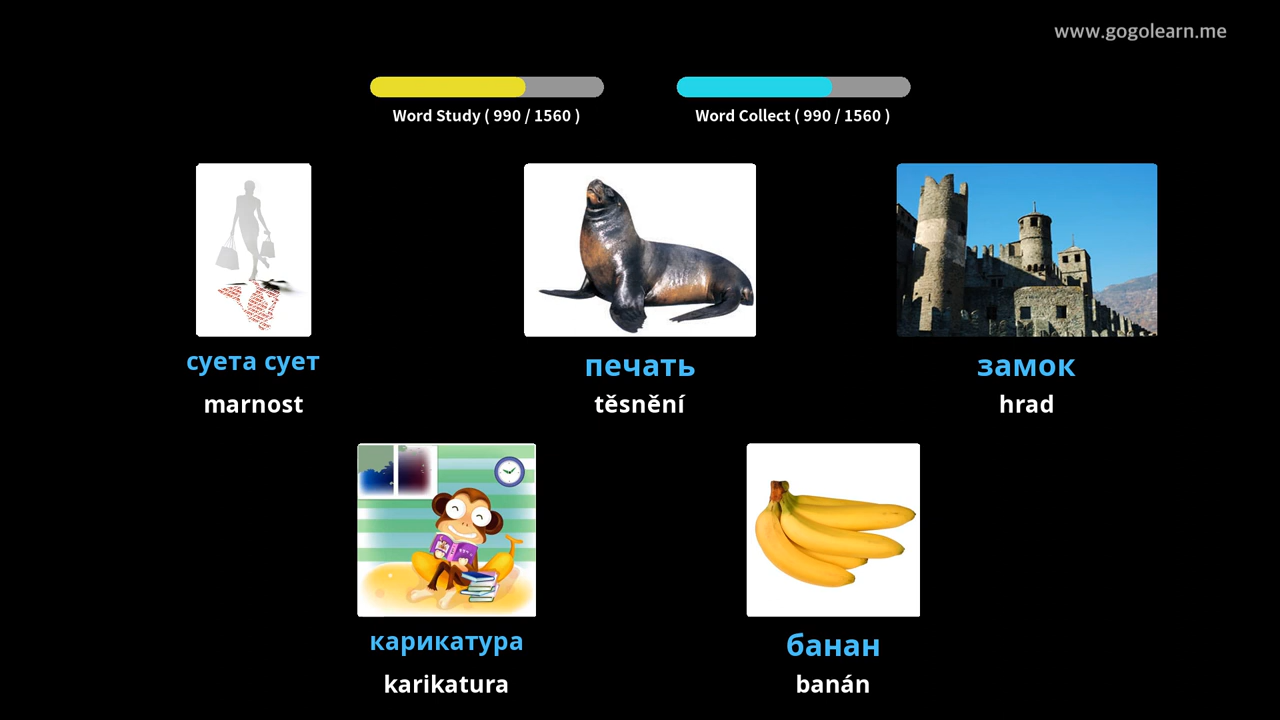 www.gogolearn.me
Word Study ( 990 / 1560 )
Word Collect ( 990 / 1560 )
суета сует
marnost
печать
těsnění
замок
hrad
карикатура
karikatura
банан
banán